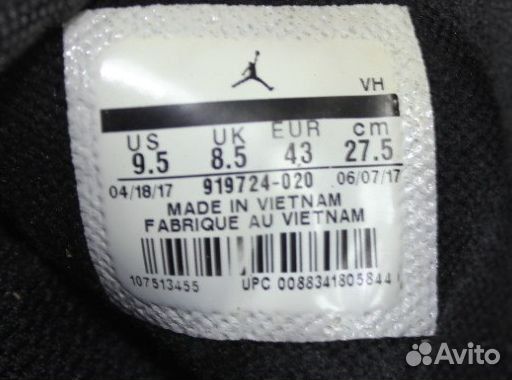 VH
US UK EUR cm
9.5 8.5 43 27.5
04/18/17 919724-020 06/07/17
MADE IN VIETNAM
FABRIQUE AU VIETNAM
107513455 UPC 0088341805844
Avito